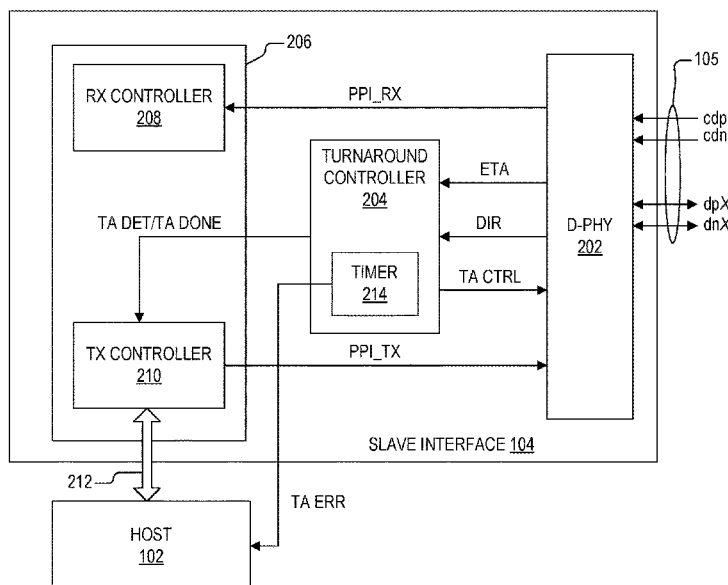 206
105
RX CONTROLLER
208
PPI_RX
cdp
cdn
TURNAROUND
CONTROLLER
204
ETA
D-PHY
202
dpX
dnX
TA DET/TA DONE
DIR
TIMER
214
TA CTRL
TX CONTROLLER
210
PPI_TX
SLAVE INTERFACE 104
212
TA ERR
HOST
102